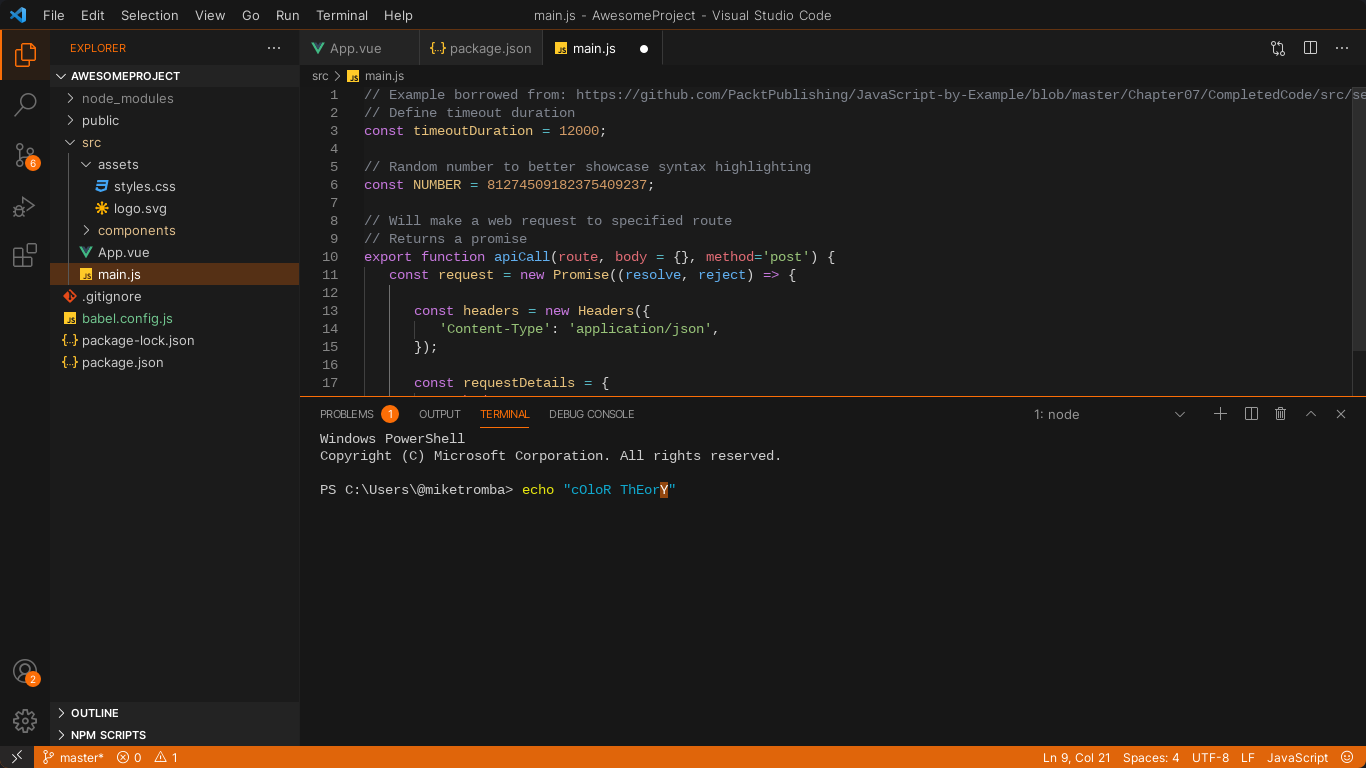 File Edit Selection View Go Run Terminal Help main.js - AwesomeProject - Visual Studio Code
EXPLORER
App.vue
package.json
main.js
AWESOMEPROJECT
node_modules
public
src
assets
styles.css
logo.svg
components
App.vue
main.js
.gitignore
babel.config.js
package-lock.json
package.json
OUTLINE
NPM SCRIPTS
6
2
src main.js
1 // Example borrowed from: https://github.com/PacktPublishing/JavaScript-by-Example/blob/master/Chapter07/CompletedCode/src/se
2 // Define timeout duration
3 const timeoutDuration = 12000;
4
5 // Random number to better showcase syntax highlighting
6 const NUMBER = 81274509182375409237;
7
8 // Will make a web request to specified route
9 // Returns a promise
10 export function apiCall(route, body = {}, method='post') {
11 const request = new Promise((resolve, reject) => {
12
13 const headers = new Headers({
14 'Content-Type': 'application/json',
15 });
16
17 const requestDetails = {
PROBLEMS 1 OUTPUT TERMINAL DEBUG CONSOLE 1: node
Windows PowerShell
Copyright (C) Microsoft Corporation. All rights reserved.
PS C:\Users\@miketromba> echo "cOloR ThEorY"
master* 0 1 Ln 9, Col 21 Spaces: 4 UTF-8 LF JavaScript